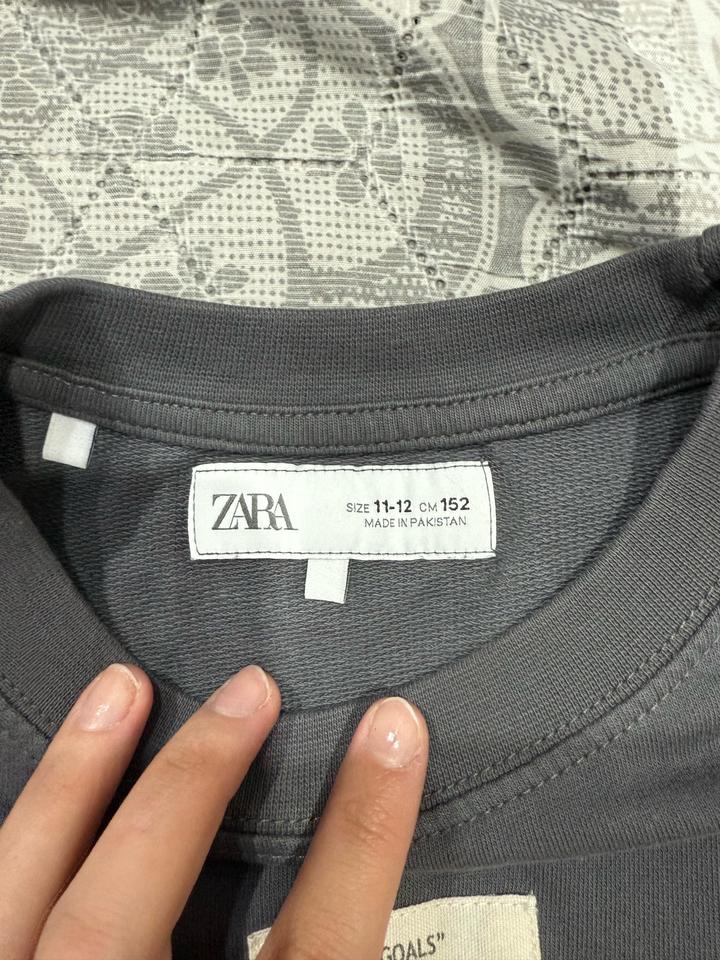 ZARA
SIZE 11-12 CM 152
MADE IN PAKISTAN
GOALS”